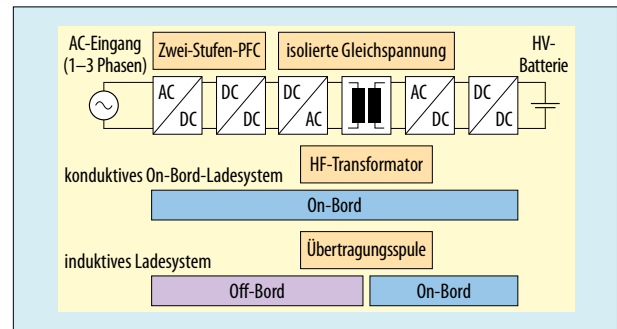 AC-Eingang
(1–3 Phasen)
Zwei-Stufen-PFC
isolierte Gleichspannung
HV-
Batterie
AC
DC
DC
DC
DC
AC
AC
DC
DC
DC
HF-Transformator
konduktives On-Bord-Ladesystem
On-Bord
Übertragungsspule
induktives Ladesystem
Off-Bord
On-Bord